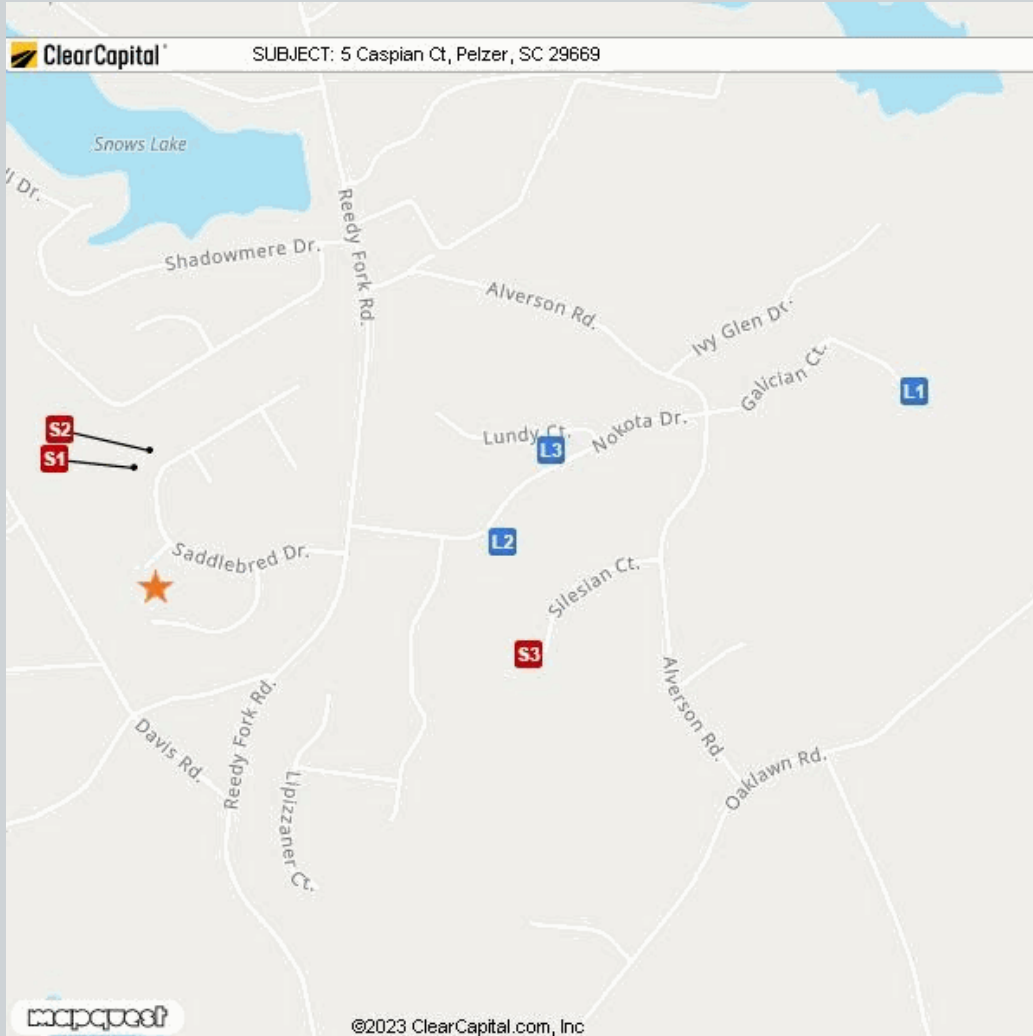 ClearCapital
SUBJECT: 5 Caspian Ct, Pelzer, SC 29669
Snows Lake
ll Dr.
Shadowmere Dr.
Reedy Fork Rd.
Alverson Rd.
Ivy Glen Dr.
Galician Ct.
L1
S2
S1
Lundy Ct.
Nokota Dr.
L3
L2
Saddlebred Dr.
Silesian Ct.
S3
Alverson Rd.
Reedy Fork Rd.
Davis Rd.
Oaklawn Rd.
Lipizzaner Ct.
mapquest
©2023 ClearCapital.com, Inc